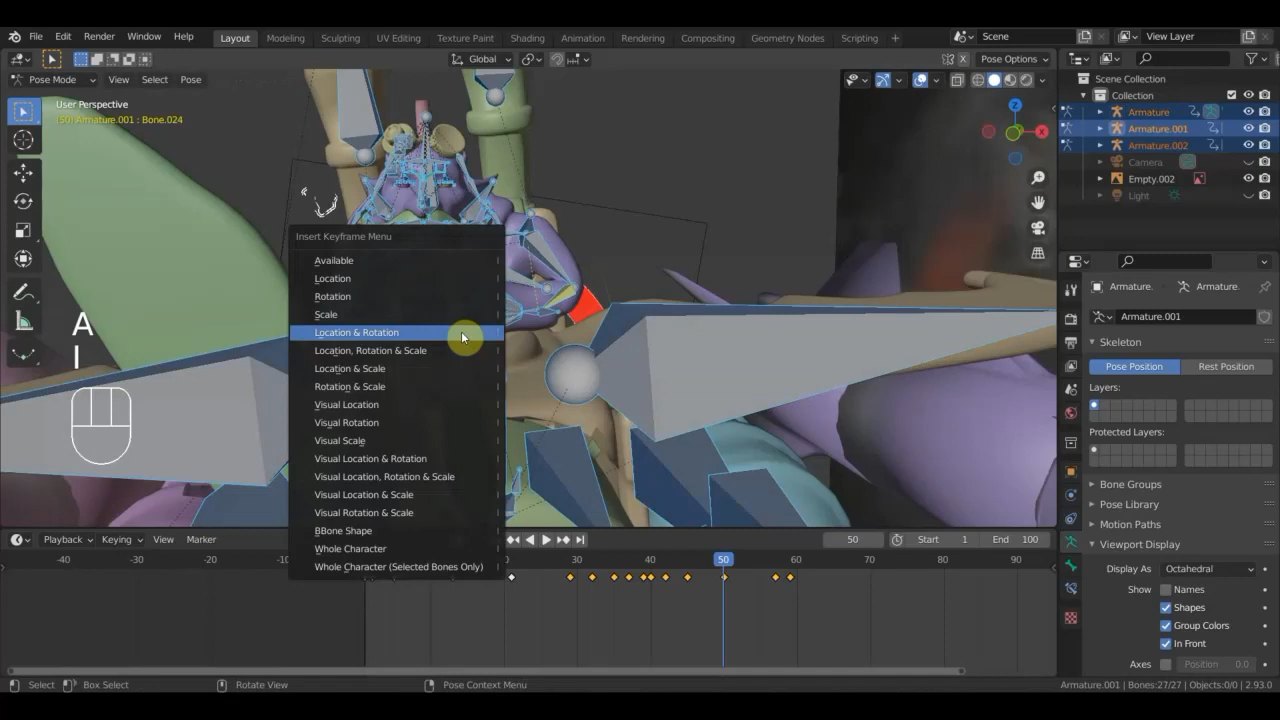 File Edit Render Window Help Layout Modeling Sculpting UV Editing Texture Paint Shading Animation Rendering Compositing Geometry Nodes Scripting + Scene View Layer
Global X Pose Options
Pose Mode View Select Pose
User Perspective
(50) Armature.001 : Bone.024
Z
X
Scene Collection
Collection
Armature
Armature.001
Armature.002
Camera
Empty.002
Light
Insert Keyframe Menu
Available I
Location I
Rotation I
Scale I
Location & Rotation I
Location, Rotation & Scale I
Location & Scale I
Rotation & Scale I
Visual Location I
Visual Rotation I
Visual Scale I
Visual Location & Rotation I
Visual Location, Rotation & Scale I
Visual Location & Scale I
Visual Rotation & Scale I
BBone Shape I
Whole Character I
Whole Character (Selected Bones Only) I
A
I
Armature. Armature.
Armature.001
Skeleton
Pose Position Rest Position
Layers:
Protected Layers:
Bone Groups
Pose Library
Motion Paths
Viewport Display
Display As Octahedral
Show Names
Shapes
Group Colors
In Front
Axes Position 0.0
Playback Keying View Marker 50 Start 1 End 100
-40 -30 -20 -10 30 40 50 60 70 80 90
Select Box Select Rotate View Pose Context Menu Armature.001 | Bones:27/27 | Objects:0/0 | 2.93.0